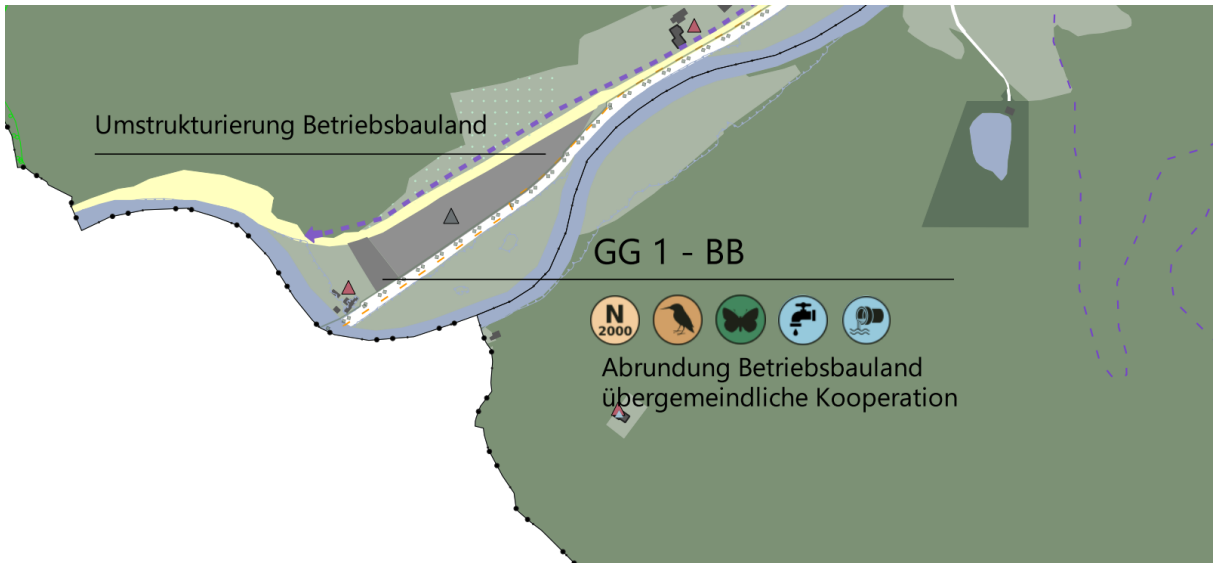 Umstrukturierung Betriebsbauland
GG 1 - BB
N
2000
Abrundung Betriebsbauland
übergemeindliche Kooperation